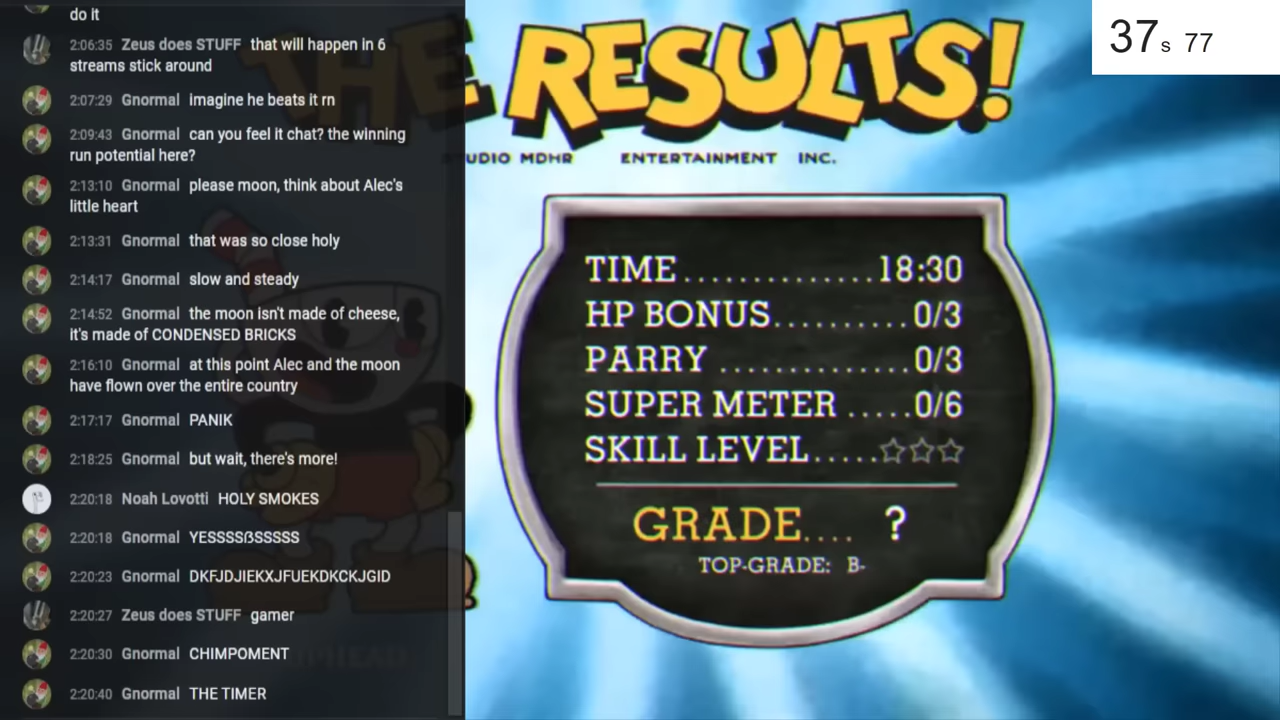 do it
2:06:35 Zeus does STUFF that will happen in 6
streams stick around
2:07:29 Gnormal imagine he beats it rn
2:09:43 Gnormal can you feel it chat? the winning
run potential here?
2:13:10 Gnormal please moon, think about Alec's
little heart
2:13:31 Gnormal that was so close holy
2:14:17 Gnormal slow and steady
2:14:52 Gnormal the moon isn't made of cheese,
it's made of CONDENSED BRICKS
2:16:10 Gnormal at this point Alec and the moon
have flown over the entire country
2:17:17 Gnormal PANIK
2:18:25 Gnormal but wait, there's more!
2:20:18 Noah Lovotti HOLY SMOKES
2:20:18 Gnormal YESSSSßSSSSS
2:20:23 Gnormal DKFJDJIEKXJFUEKDKCKJGID
2:20:27 Zeus does STUFF gamer
2:20:30 Gnormal CHIMPOMENT
2:20:40 Gnormal THE TIMER
THE RESULTS!
STUDIO MDHR ENTERTAINMENT INC.
TIME..............18:30
HP BONUS..........0/3
PARRY..............0/3
SUPER METER.....0/6
SKILL LEVEL.....☆☆☆
GRADE.... ?
TOP-GRADE: B-
CUPHEAD
37s 77